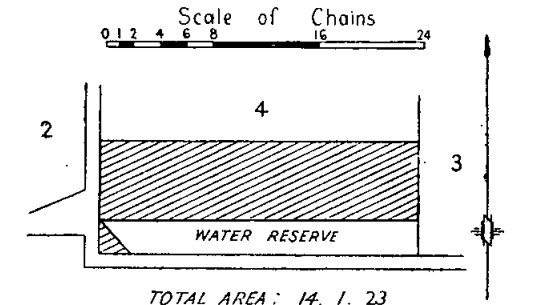 Scale of Chains
0 1 2 4 6 8 16 24
4
2
3
WATER RESERVE
TOTAL AREA: 14. 1. 23